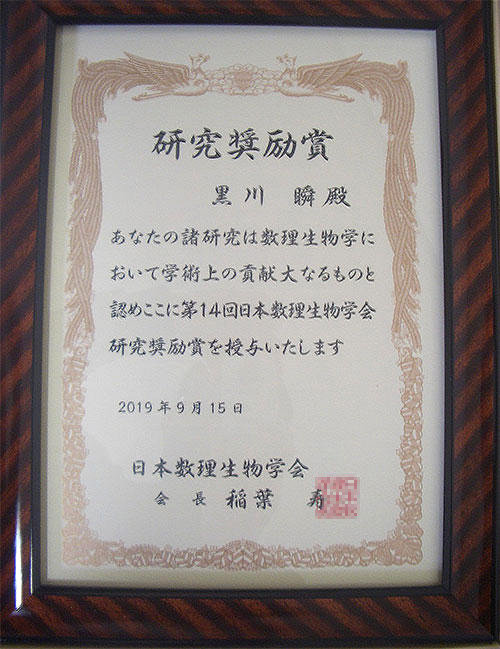 研究奨励賞
黒川 瞬殿
あなたの諸研究は数理生物学に
おいて学術上の貢献大なるものと
認めここに第14回日本数理生物学会
研究奨励賞を授与いたします
2019年9月15日
日本数理生物学会
会長 稲葉 寿